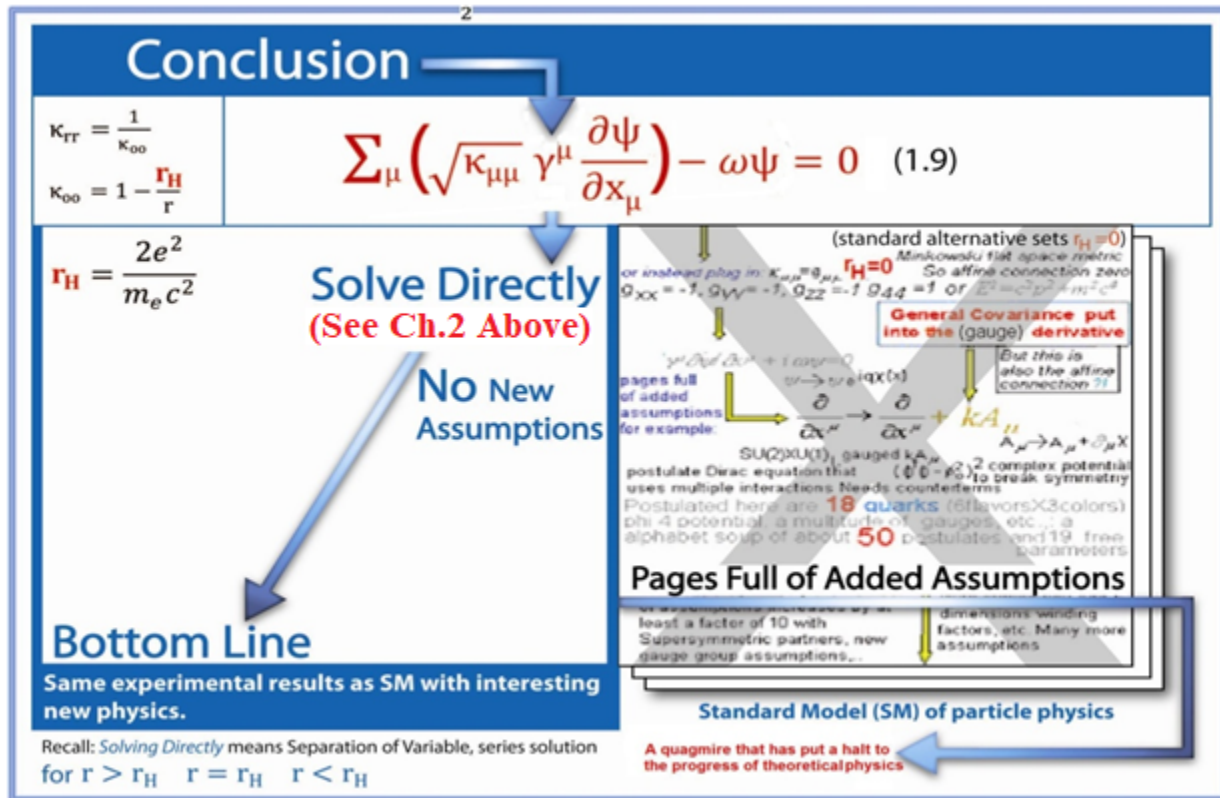 2
Conclusion
κrr = 1/κoo
κoo = 1 − rH/r
∑μ (√κμμ γ^μ ∂ψ/∂xμ) − ωψ = 0 (1.9)
rH = 2e²/mec²
Solve Directly
(See Ch.2 Above)
No New
Assumptions
Bottom Line
Same experimental results as SM with interesting
new physics.
Recall: Solving Directly means Separation of Variable, series solution
for r > rH r = rH r < rH
(standard alternative sets rH=0)
Minkowski flat space metric
or instead plug in: κμμ=gμμ rH=0 So affine connection zero
gxx = -1, gyy = -1, gzz = -1 g44 = 1 or E²=c²p²+m²c⁴
General Covariance put
into the (gauge) derivative
But this is
also the affine
connection ?!
pages full
of added
assumptions
for example:
∂/∂x^μ → ∂/∂x^μ + kAμ
Aμ→Aμ+∂μX
SU(2)X U(1), gauged kAμ
postulate Dirac equation that complex potential
uses multiple interactions Needs counterterms to break symmetry
Postulated here are 18 quarks (6flavorsX3colors)
phi 4 potential, a multitude of gauges, etc.,: a
alphabet soup of about 50 postulates and 19 free
parameters
Pages Full of Added Assumptions
of assumptions increases by at
least a factor of 10 with
Supersymmetric partners, new
gauge group assumptions,..
dimensions winding
factors, etc. Many more
assumptions
Standard Model (SM) of particle physics
A quagmire that has put a halt to
the progress of theoretical physics